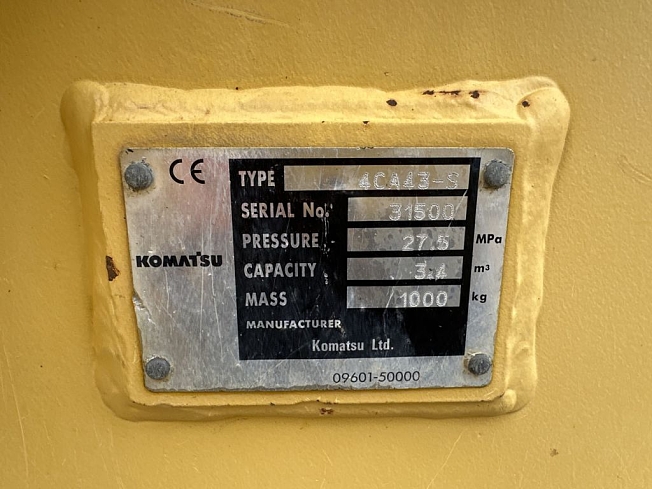 CE
TYPE 4CA43-S
SERIAL No. 31500
PRESSURE 27.5 MPa
KOMATSU
CAPACITY 3.4 m³
MASS 1000 kg
MANUFACTURER
Komatsu Ltd.
09601-50000